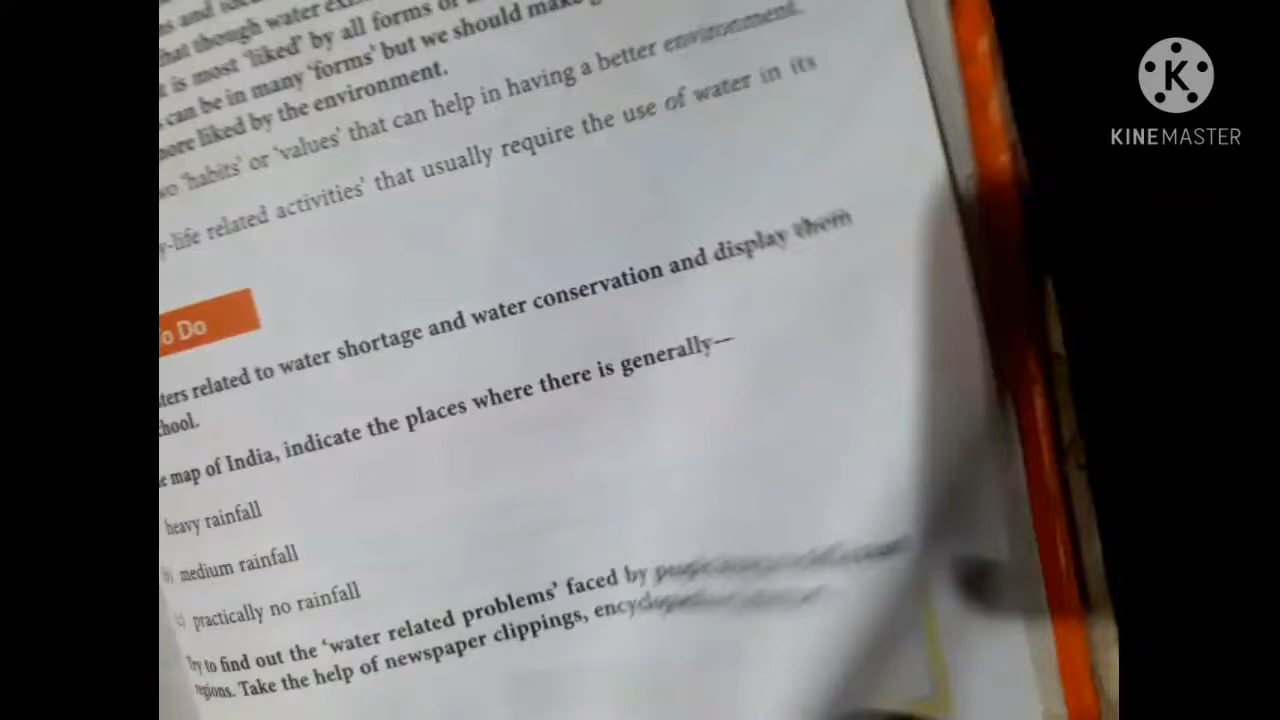 that though water
is most 'liked' by all forms of
can be in many 'forms' but we should make
more liked by the environment.
'habits' or 'values' that can help in having a better environment.
-life related activities' that usually require the use of water in its
o Do
ters related to water shortage and water conservation and display them
hool.
map of India, indicate the places where there is generally—
heavy rainfall
medium rainfall
practically no rainfall
Try to find out the 'water related problems' faced by
regions. Take the help of newspaper clippings,
KINEMASTER